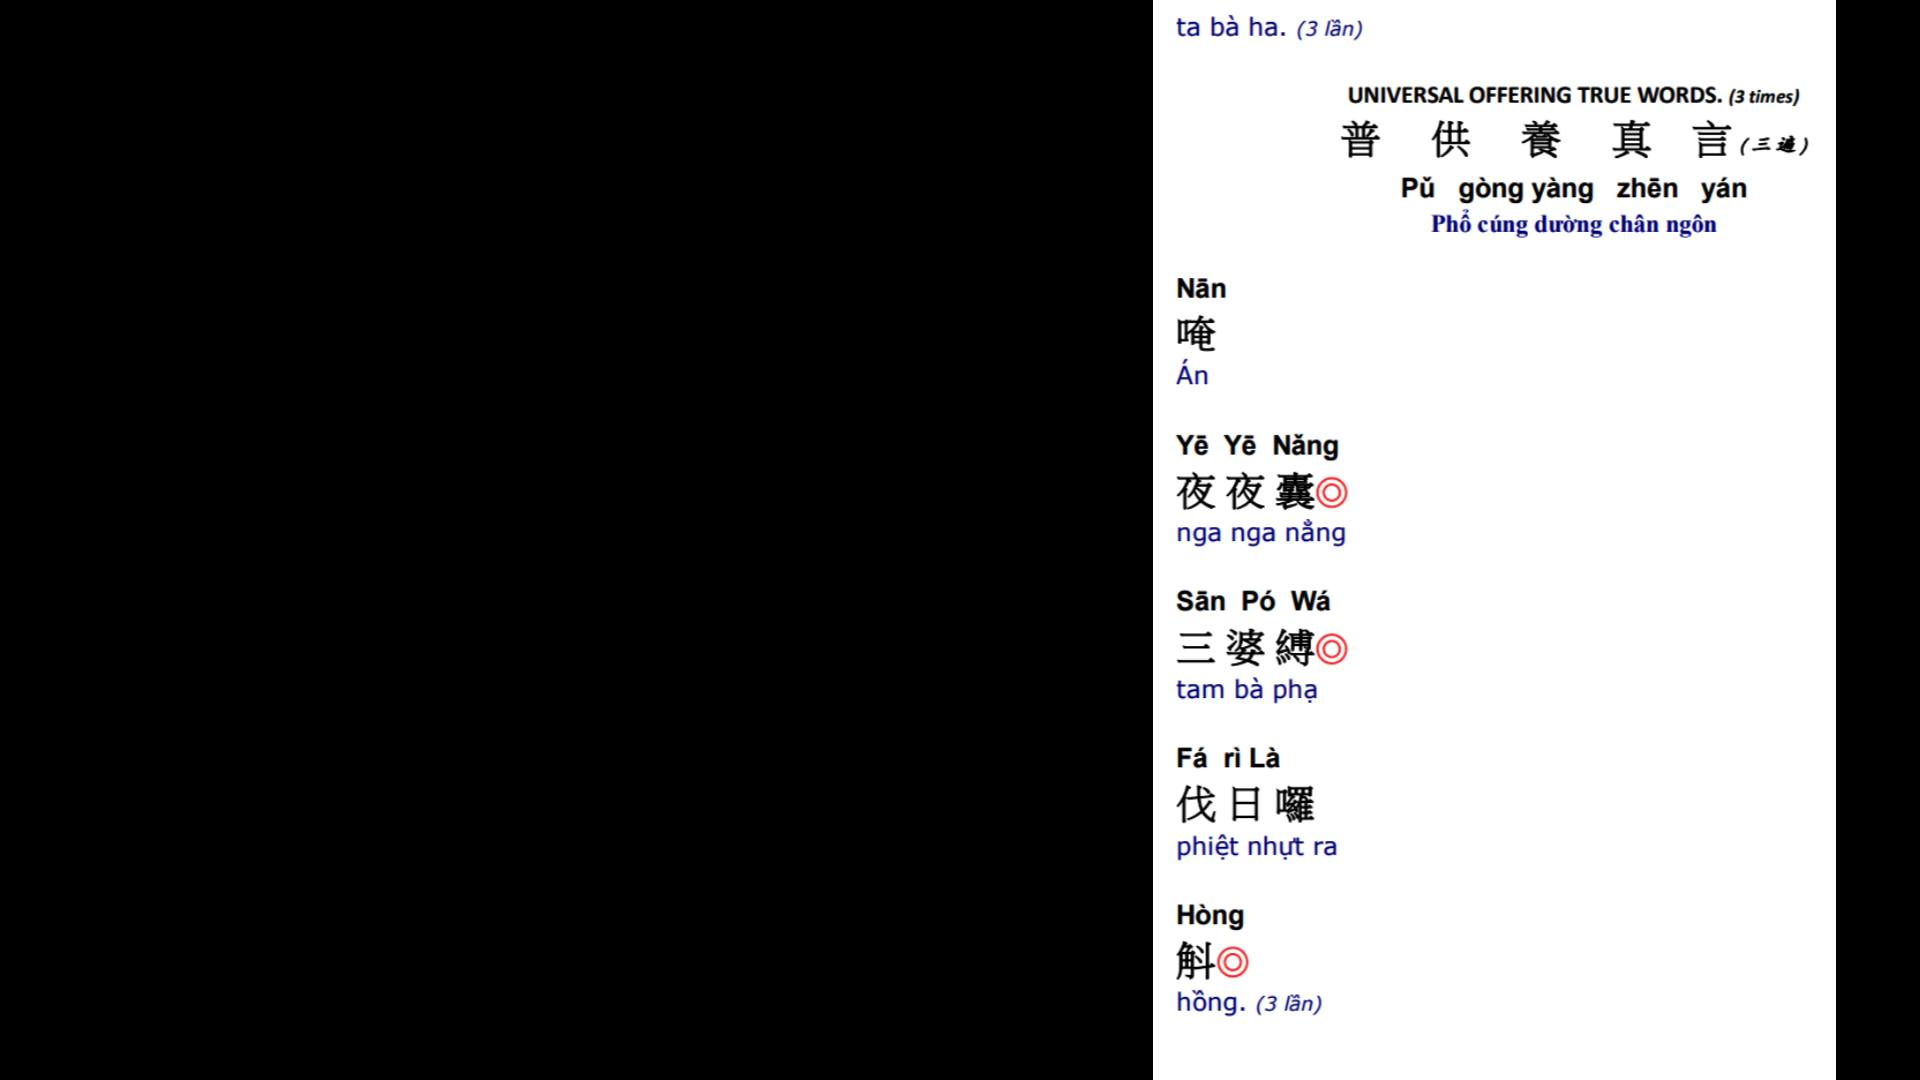 ta bà ha. (3 lần)
UNIVERSAL OFFERING TRUE WORDS. (3 times)
普 供 養 真 言 (三遍)
Pǔ gòng yàng zhēn yán
Phổ cúng dường chân ngôn
Nān
唵
Án
Yē Yē Nǎng
夜 夜 囊◎
nga nga nẳng
Sān Pó Wá
三 婆 縛◎
tam bà phạ
Fá rì Là
伐 日 囉
phiệt nhựt ra
Hòng
斛◎
hồng. (3 lần)